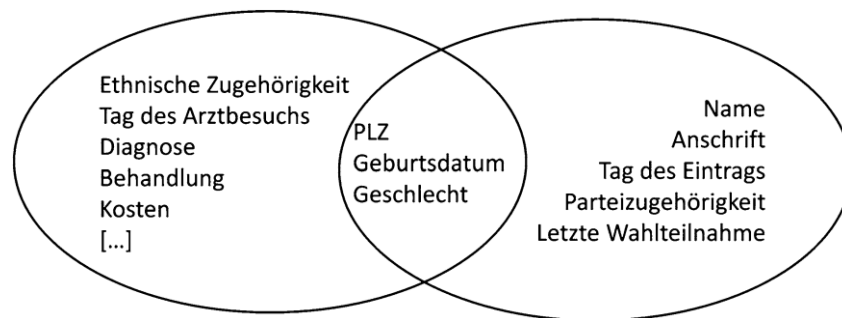 Ethnische Zugehörigkeit
Tag des Arztbesuchs
Diagnose
Behandlung
Kosten
[...]
PLZ
Geburtsdatum
Geschlecht
Name
Anschrift
Tag des Eintrags
Parteizugehörigkeit
Letzte Wahlteilnahme